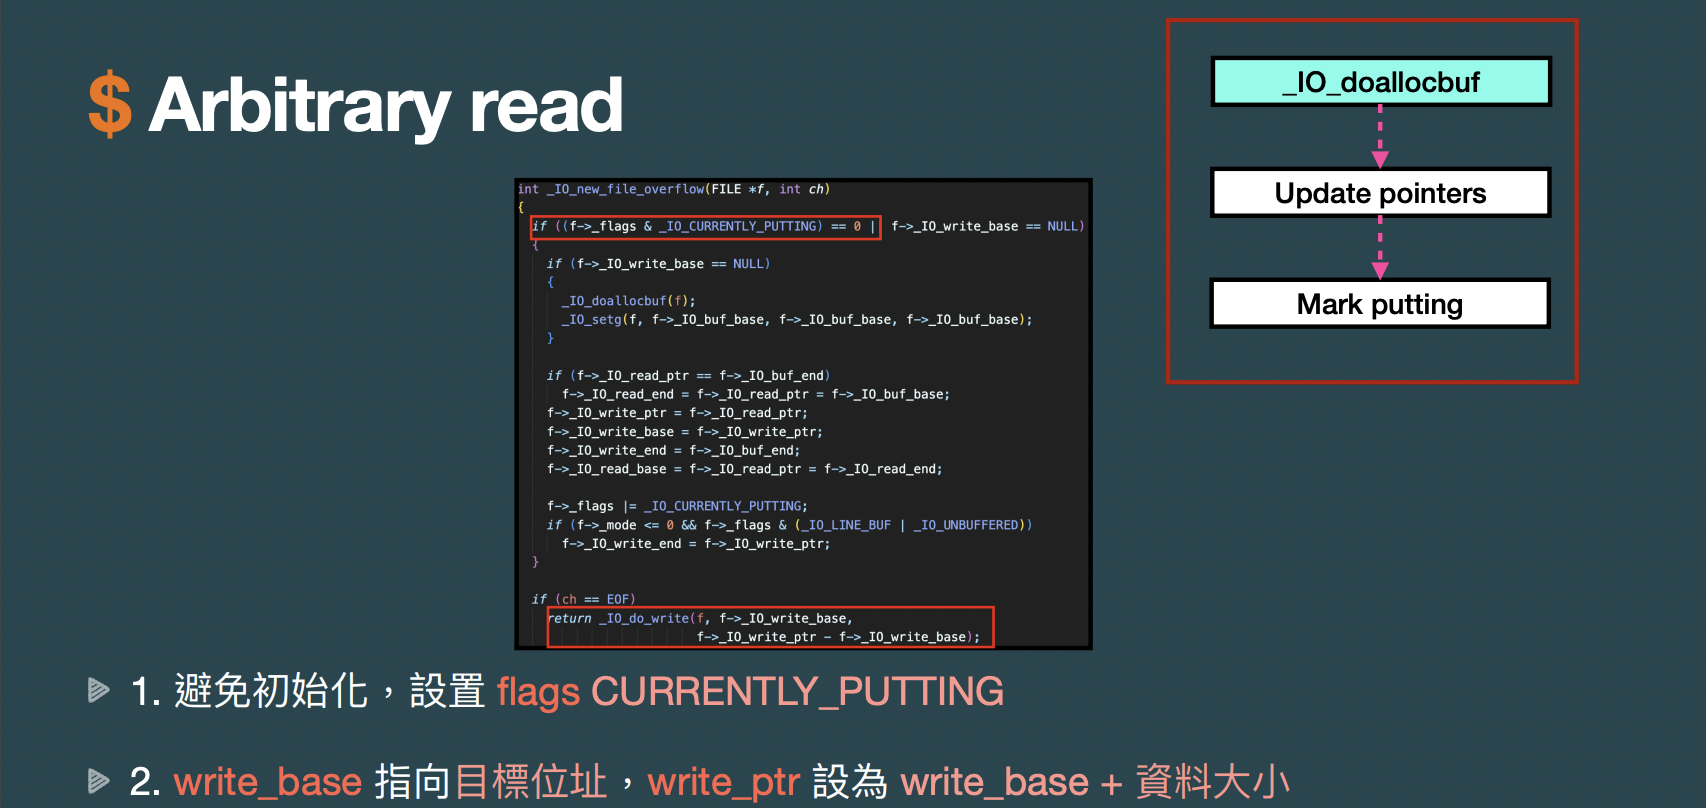 $ Arbitrary read
int _IO_new_file_overflow(FILE *f, int ch)
{
if ((f->_flags & _IO_CURRENTLY_PUTTING) == 0 | f->_IO_write_base == NULL)
{
if (f->_IO_write_base == NULL)
{
_IO_doallocbuf(f);
_IO_setg(f, f->_IO_buf_base, f->_IO_buf_base, f->_IO_buf_base);
}
if (f->_IO_read_ptr == f->_IO_buf_end)
f->_IO_read_end = f->_IO_read_ptr = f->_IO_buf_base;
f->_IO_write_ptr = f->_IO_read_ptr;
f->_IO_write_base = f->_IO_write_ptr;
f->_IO_write_end = f->_IO_buf_end;
f->_IO_read_base = f->_IO_read_ptr = f->_IO_read_end;
f->_flags |= _IO_CURRENTLY_PUTTING;
if (f->_mode <= 0 && f->_flags & (_IO_LINE_BUF | _IO_UNBUFFERED))
f->_IO_write_end = f->_IO_write_ptr;
}
if (ch == EOF)
return _IO_do_write(f, f->_IO_write_base,
f->_IO_write_ptr - f->_IO_write_base);
_IO_doallocbuf
Update pointers
Mark putting
1. 避免初始化，設置 flags CURRENTLY_PUTTING
2. write_base 指向目標位址，write_ptr 設為 write_base + 資料大小